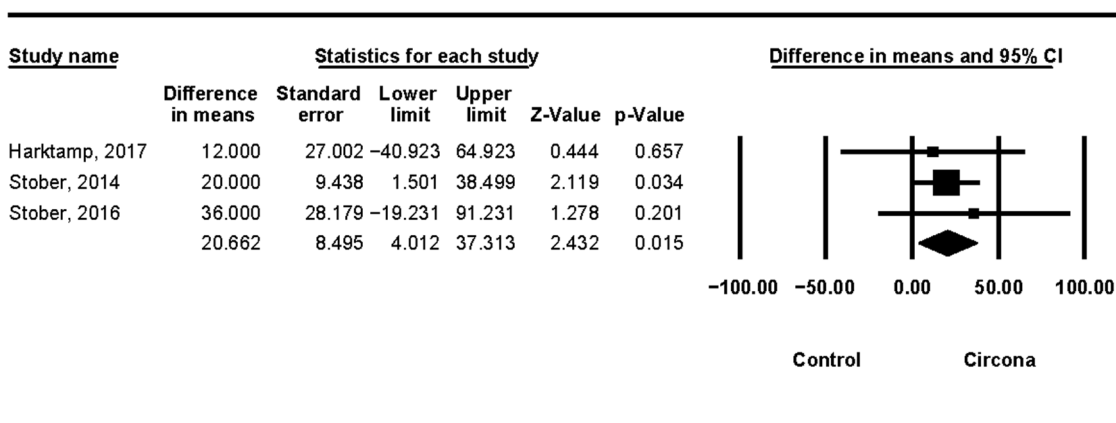 Study name Statistics for each study Difference in means and 95% CI
Difference in means Standard error Lower limit Upper limit Z-Value p-Value
Harktamp, 2017 12.000 27.002 −40.923 64.923 0.444 0.657
Stober, 2014 20.000 9.438 1.501 38.499 2.119 0.034
Stober, 2016 36.000 28.179 −19.231 91.231 1.278 0.201
20.662 8.495 4.012 37.313 2.432 0.015
−100.00 −50.00 0.00 50.00 100.00
Control Circona